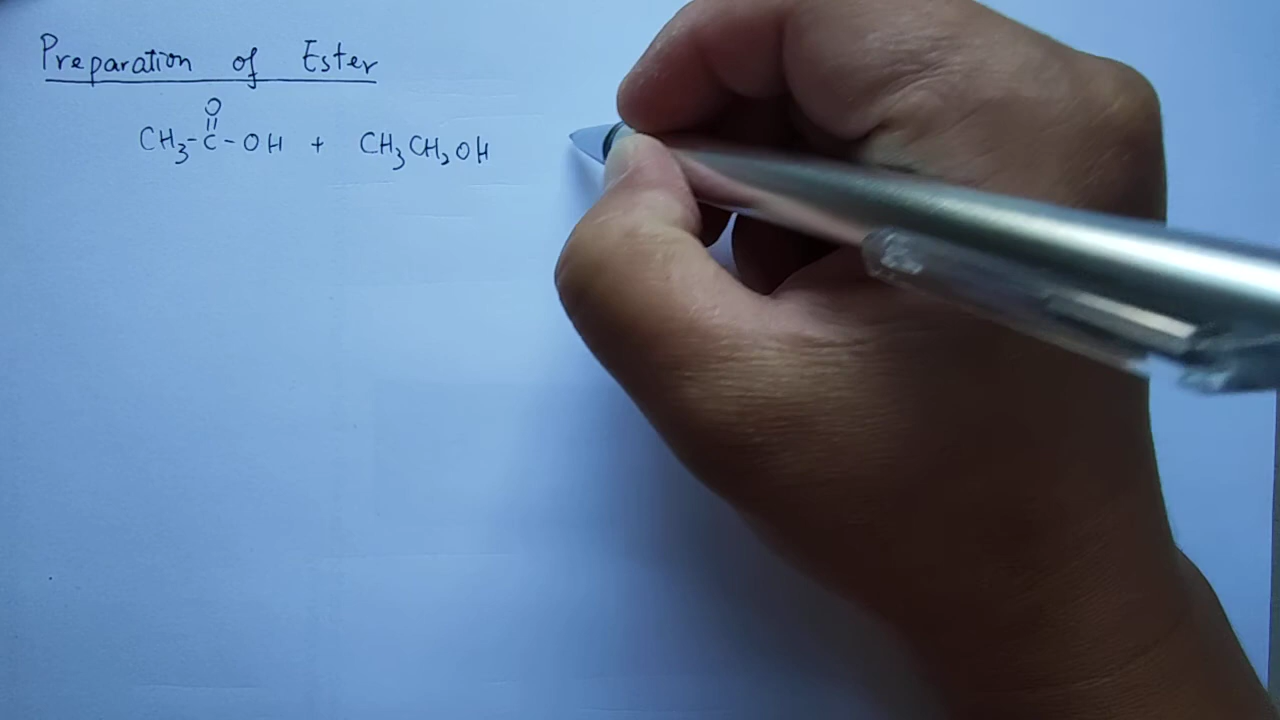 Preparation of Ester
O
||
CH₃-C-OH + CH₃CH₂OH